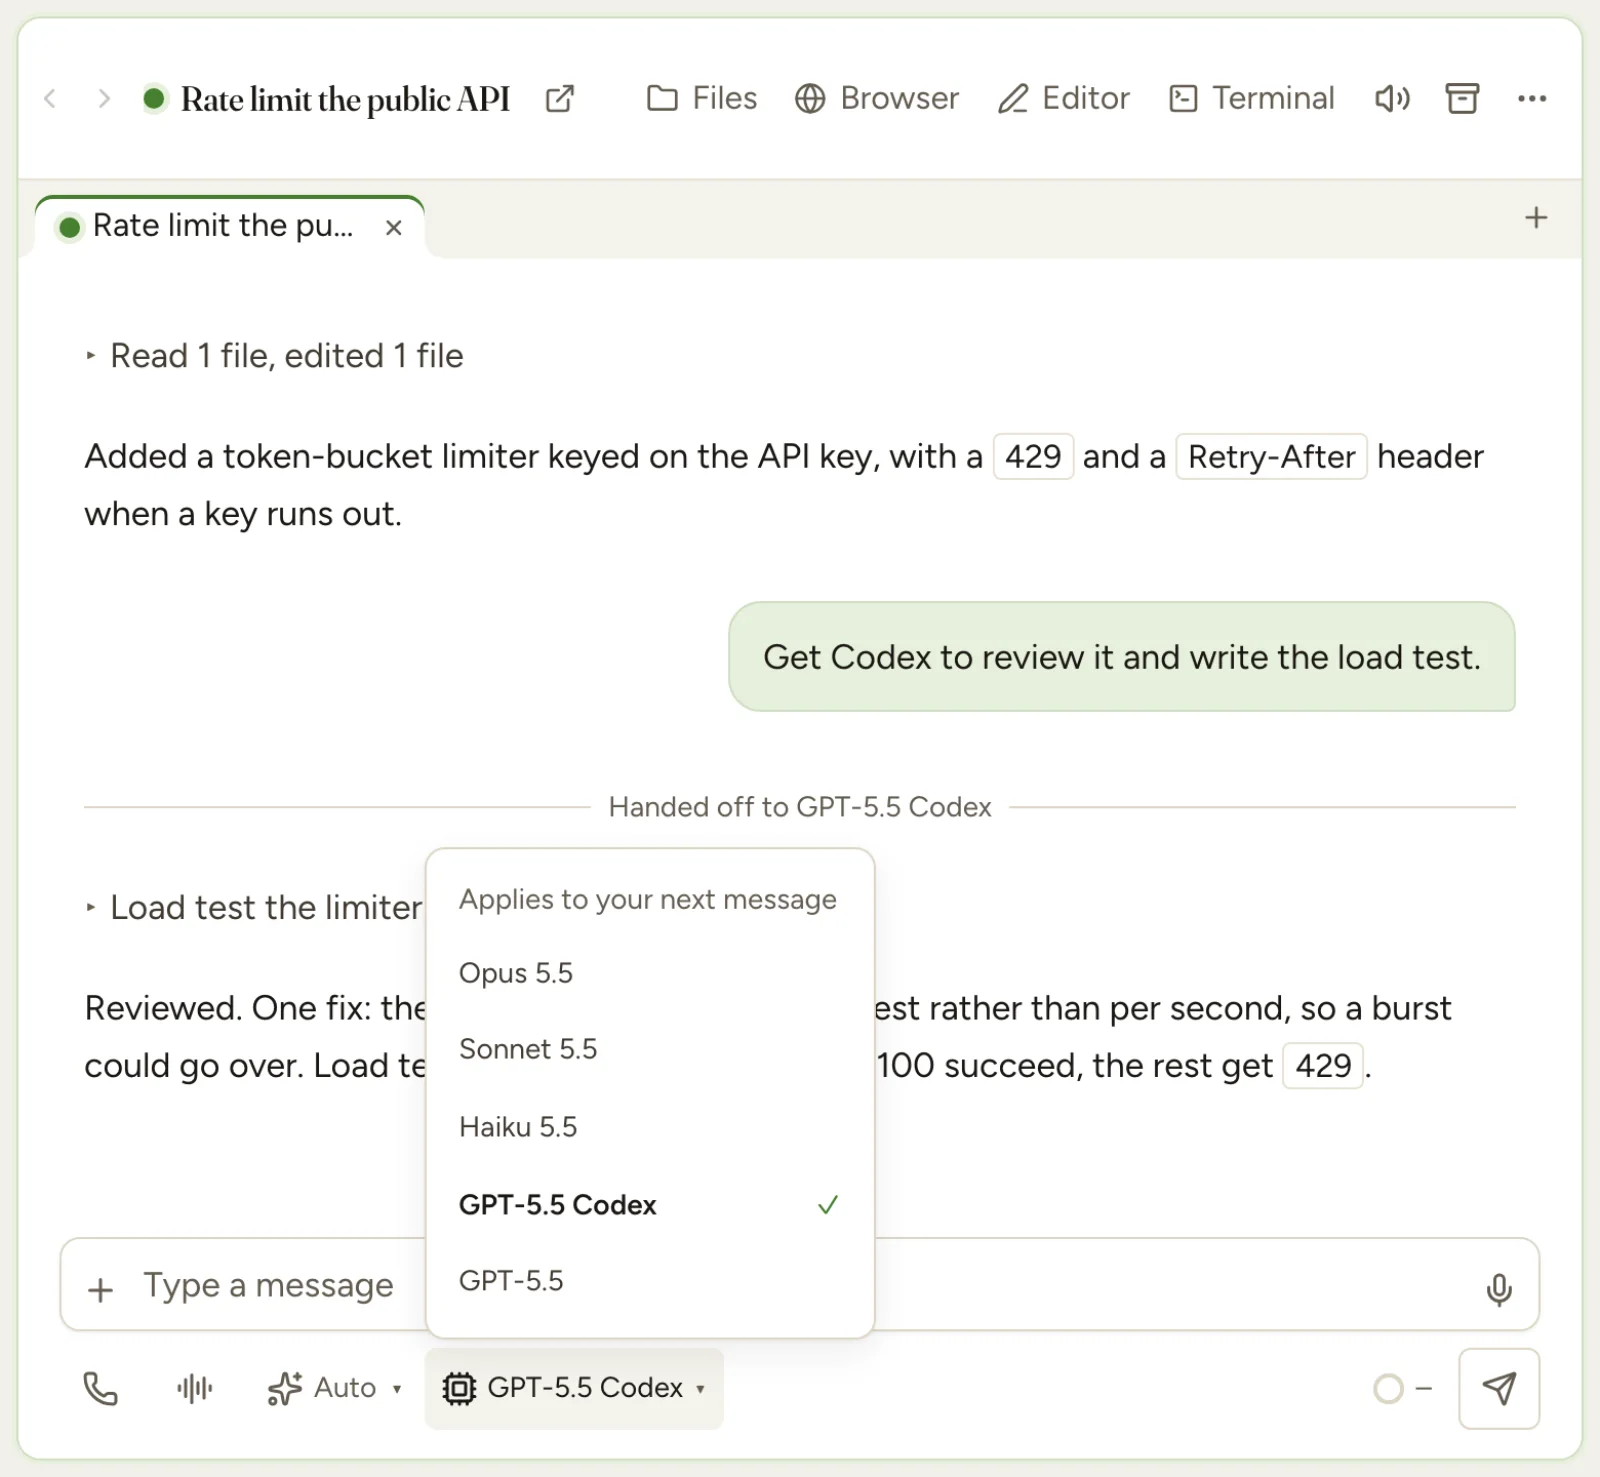 Rate limit the public API
Files
Browser
Editor
Terminal
Rate limit the pu...
Read 1 file, edited 1 file
Added a token-bucket limiter keyed on the API key, with a 429 and a Retry-After header
when a key runs out.
Get Codex to review it and write the load test.
Handed off to GPT-5.5 Codex
Load test the limiter
Applies to your next message
Opus 5.5
Sonnet 5.5
Haiku 5.5
GPT-5.5 Codex
GPT-5.5
Reviewed. One fix: the
rather than per second, so a burst
could go over. Load
100 succeed, the rest get 429.
Type a message
Auto
GPT-5.5 Codex